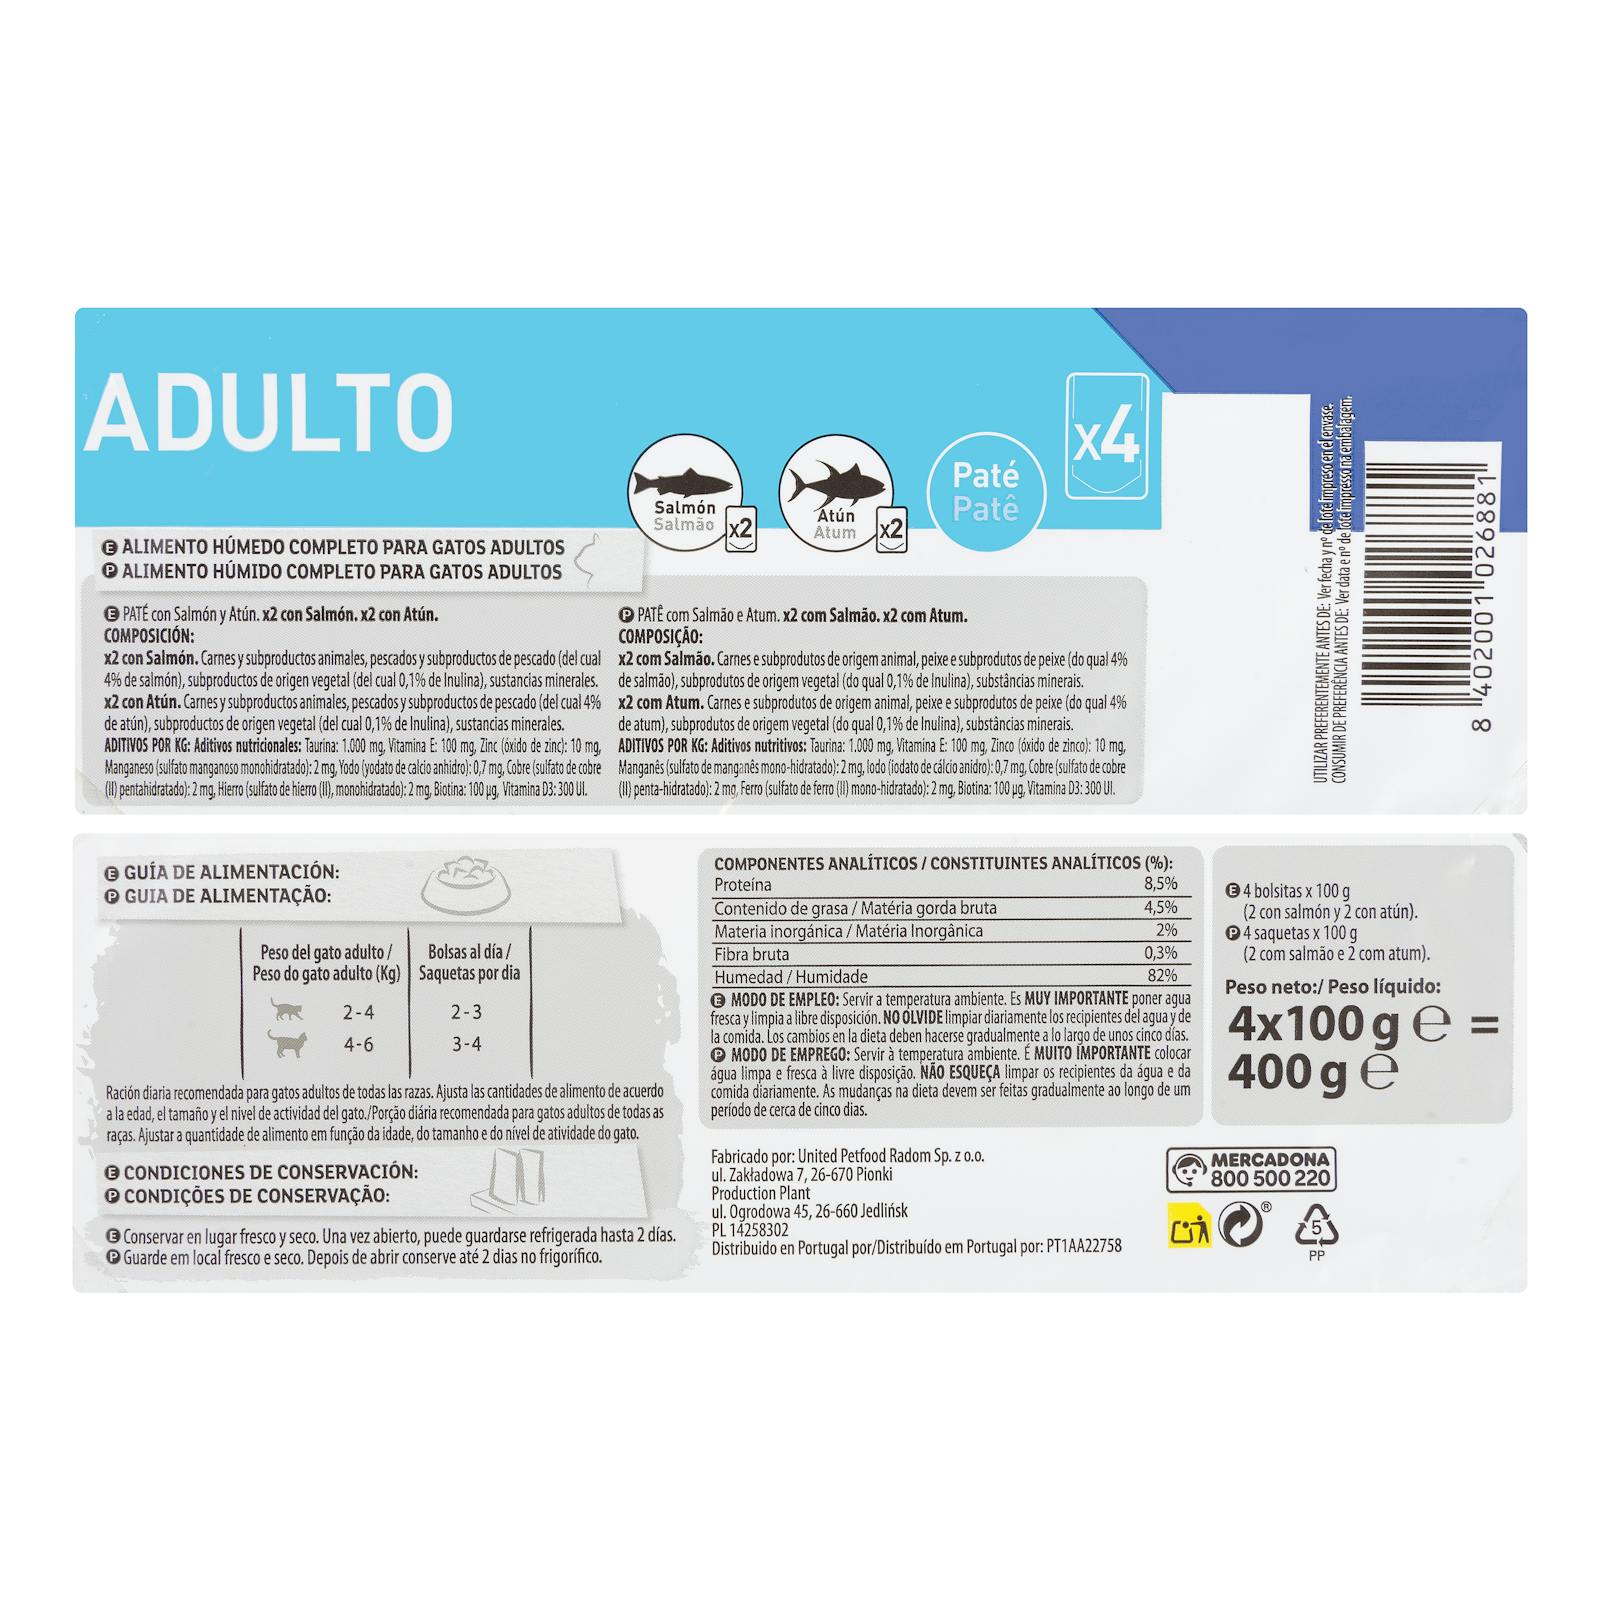 ADULTO
Salmón
Salmão
x2
Atún
Atum
x2
Paté
Patê
x4
E ALIMENTO HÚMEDO COMPLETO PARA GATOS ADULTOS
P ALIMENTO HÚMIDO COMPLETO PARA GATOS ADULTOS
E PATÉ con Salmón y Atún. x2 con Salmón. x2 con Atún.
COMPOSICIÓN:
x2 con Salmón. Carnes y subproductos animales, pescados y subproductos de pescado (del cual
4% de salmón), subproductos de origen vegetal (del cual 0,1% de Inulina), sustancias minerales.
x2 con Atún. Carnes y subproductos animales, pescados y subproductos de pescado (del cual 4%
de atún), subproductos de origen vegetal (del cual 0,1% de Inulina), sustancias minerales.
ADITIVOS POR KG: Aditivos nutricionales: Taurina: 1.000 mg, Vitamina E: 100 mg, Zinc (óxido de zinc): 10 mg,
Manganeso (sulfato manganoso monohidratado): 2 mg, Yodo (yodato de calcio anhidro): 0,7 mg, Cobre (sulfato de cobre
(II) pentahidratado): 2 mg, Hierro (sulfato de hierro (II), monohidratado): 2 mg, Biotina: 100 µg, Vitamina D3: 300 UI.
P PATÊ com Salmão e Atum. x2 com Salmão. x2 com Atum.
COMPOSIÇÃO:
x2 com Salmão. Carnes e subprodutos de origem animal, peixe e subprodutos de peixe (do qual 4%
de salmão), subprodutos de origem vegetal (do qual 0,1% de Inulina), substâncias minerais.
x2 com Atum. Carnes e subprodutos de origem animal, peixe e subprodutos de peixe (do qual 4%
de atum), subprodutos de origem vegetal (do qual 0,1% de Inulina), substâncias minerais.
ADITIVOS POR KG: Aditivos nutritivos: Taurina: 1.000 mg, Vitamina E: 100 mg, Zinco (óxido de zinco): 10 mg,
Manganês (sulfato de manganês mono-hidratado): 2 mg, Iodo (iodato de cálcio anidro): 0,7 mg, Cobre (sulfato de cobre
(II) penta-hidratado): 2 mg, Ferro (sulfato de ferro (II) mono-hidratado): 2 mg, Biotina: 100 µg, Vitamina D3: 300 UI.
UTILIZAR PREFERENTEMENTE ANTES DE: Ver fecha y nº de lote impreso en el envase.
CONSUMIR DE PREFERÊNCIA ANTES DE: Ver data e nº de lote impresso na embalagem.
8 402001 026881
E GUÍA DE ALIMENTACIÓN:
P GUIA DE ALIMENTAÇÃO:
Peso del gato adulto /
Peso do gato adulto (Kg)
Bolsas al día /
Saquetas por dia
2-4
2-3
4-6
3-4
Ración diaria recomendada para gatos adultos de todas las razas. Ajusta las cantidades de alimento de acuerdo
a la edad, el tamaño y el nivel de actividad del gato./Porção diária recomendada para gatos adultos de todas as
raças. Ajustar a quantidade de alimento em função da idade, do tamanho e do nível de atividade do gato.
E CONDICIONES DE CONSERVACIÓN:
P CONDIÇÕES DE CONSERVAÇÃO:
E Conservar en lugar fresco y seco. Una vez abierto, puede guardarse refrigerada hasta 2 días.
P Guarde em local fresco e seco. Depois de abrir conserve até 2 dias no frigorífico.
COMPONENTES ANALÍTICOS / CONSTITUINTES ANALÍTICOS (%):
Proteína 8,5%
Contenido de grasa / Matéria gorda bruta 4,5%
Materia inorgánica / Matéria Inorgânica 2%
Fibra bruta 0,3%
Humedad / Humidade 82%
E MODO DE EMPLEO: Servir a temperatura ambiente. Es MUY IMPORTANTE poner agua
fresca y limpia a libre disposición. NO OLVIDE limpiar diariamente los recipientes del agua y de
la comida. Los cambios en la dieta deben hacerse gradualmente a lo largo de unos cinco días.
P MODO DE EMPREGO: Servir à temperatura ambiente. É MUITO IMPORTANTE colocar
água limpa e fresca à livre disposição. NÃO ESQUEÇA limpar os recipientes da água e da
comida diariamente. As mudanças na dieta devem ser feitas gradualmente ao longo de um
período de cerca de cinco dias.
Fabricado por: United Petfood Radom Sp. z o.o.
ul. Zakładowa 7, 26-670 Pionki
Production Plant
ul. Ogrodowa 45, 26-660 Jedlińsk
PL 14258302
Distribuido en Portugal por/Distribuído em Portugal por: PT1AA22758
E 4 bolsitas x 100 g
(2 con salmón y 2 con atún).
P 4 saquetas x 100 g
(2 com salmão e 2 com atum).
Peso neto:/ Peso líquido:
4x100 g ℮ =
400 g ℮
MERCADONA
800 500 220
®
5
PP